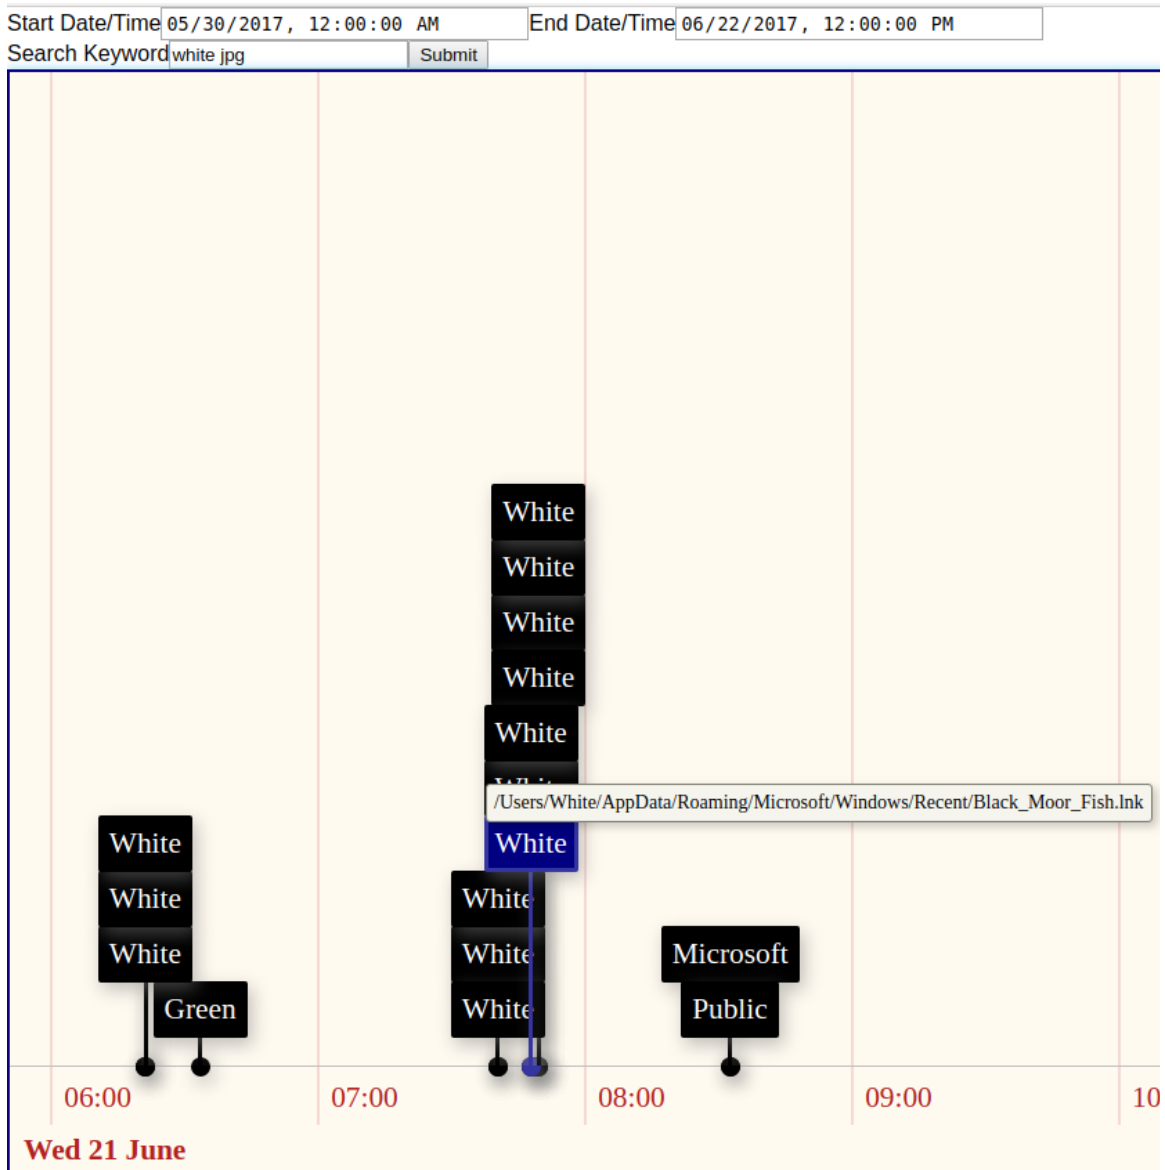 Start Date/Time 05/30/2017, 12:00:00 AM End Date/Time 06/22/2017, 12:00:00 PM
Search Keyword white jpg Submit
White
White
White
White
White
/Users/White/AppData/Roaming/Microsoft/Windows/Recent/Black_Moor_Fish.lnk
White White
White White
White White Microsoft
Green White Public
06:00 07:00 08:00 09:00 10
Wed 21 June